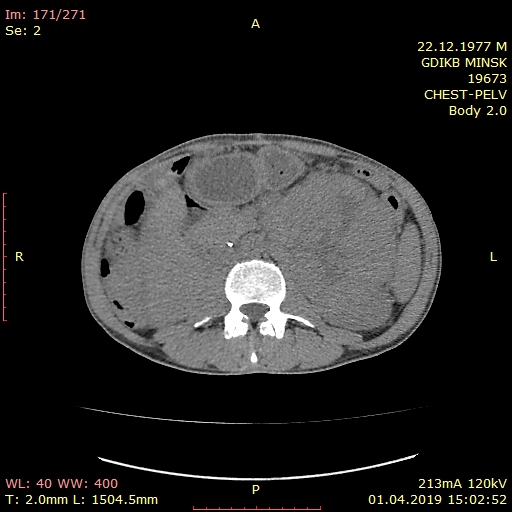 Im: 171/271
Se: 2
A
22.12.1977 M
GDIKB MINSK
19673
CHEST-PELV
Body 2.0
R
L
WL: 40 WW: 400
T: 2.0mm L: 1504.5mm
P
213mA 120kV
01.04.2019 15:02:52